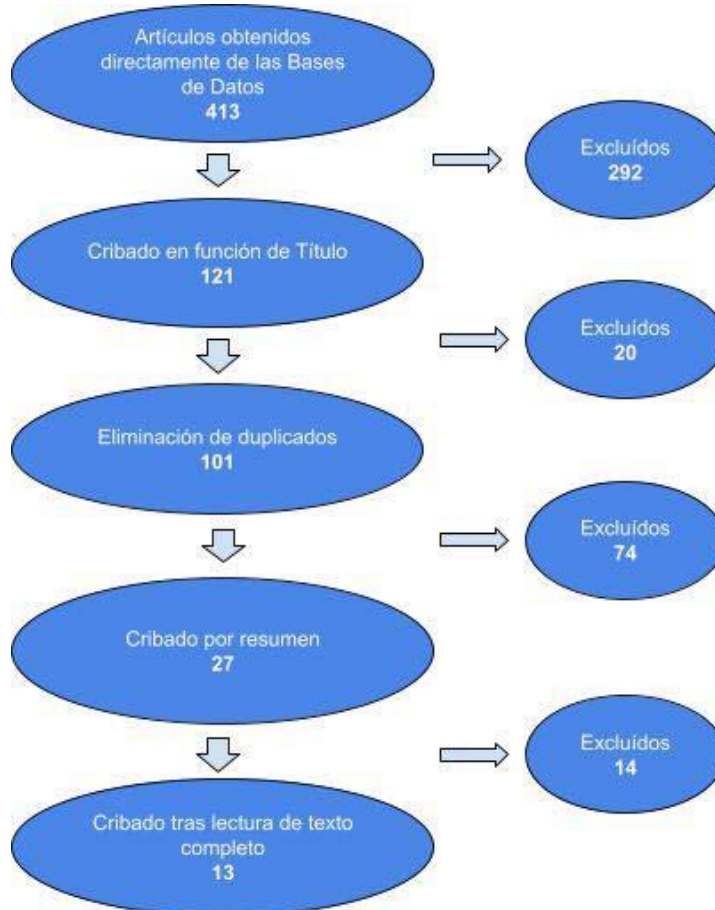 Artículos obtenidos
directamente de las Bases
de Datos
413
Excluídos
292
Cribado en función de Título
121
Excluídos
20
Eliminación de duplicados
101
Excluídos
74
Cribado por resumen
27
Excluídos
14
Cribado tras lectura de texto
completo
13